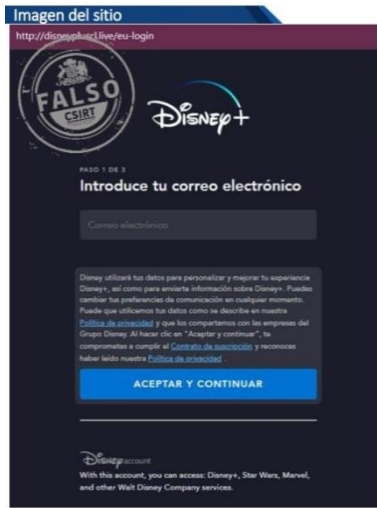 Imagen del sitio
http://disneypluscl.live/eu-login
FALSO
CSIRT
Disney+
PASO 1 DE 3
Introduce tu correo electrónico
Correo electrónico
Disney utilizará tus datos para personalizar y mejorar tu experiencia
Disney+, así como para enviarte información sobre Disney+. Puedes
cambiar tus preferencias de comunicación en cualquier momento.
Puede que utilicemos tus datos como se describe en nuestra
Política de privacidad y que los compartamos con las empresas del
Grupo Disney. Al hacer clic en "Aceptar y continuar", te
comprometes a cumplir el Contrato de suscripción y reconoces
haber leído nuestra Política de privacidad .
ACEPTAR Y CONTINUAR
Disney account
With this account, you can access: Disney+, Star Wars, Marvel,
and other Walt Disney Company services.